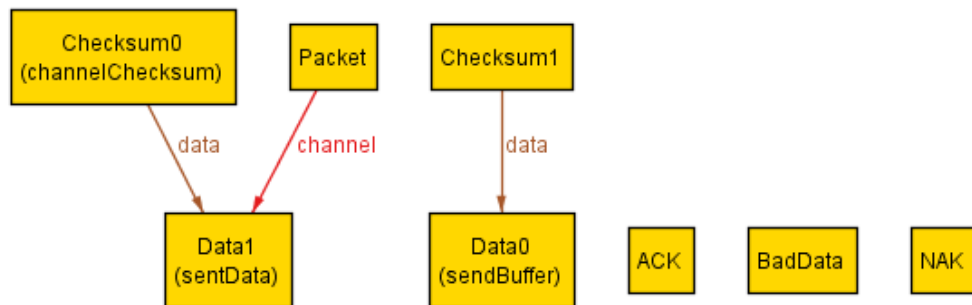 Checksum0
(channelChecksum)
Packet
Checksum1
data
channel
data
Data1
(sentData)
Data0
(sendBuffer)
ACK
BadData
NAK